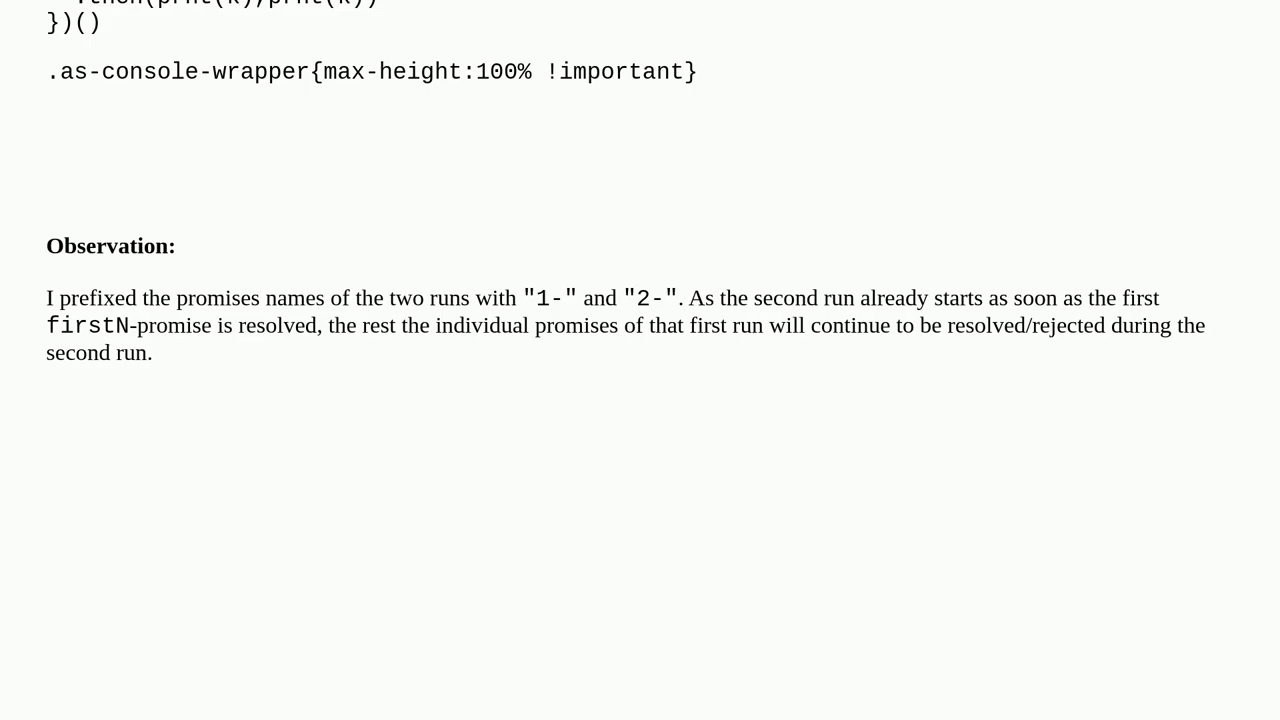 })()
.as-console-wrapper{max-height:100% !important}
Observation:
I prefixed the promises names of the two runs with "1-" and "2-". As the second run already starts as soon as the first
firstN-promise is resolved, the rest the individual promises of that first run will continue to be resolved/rejected during the
second run.